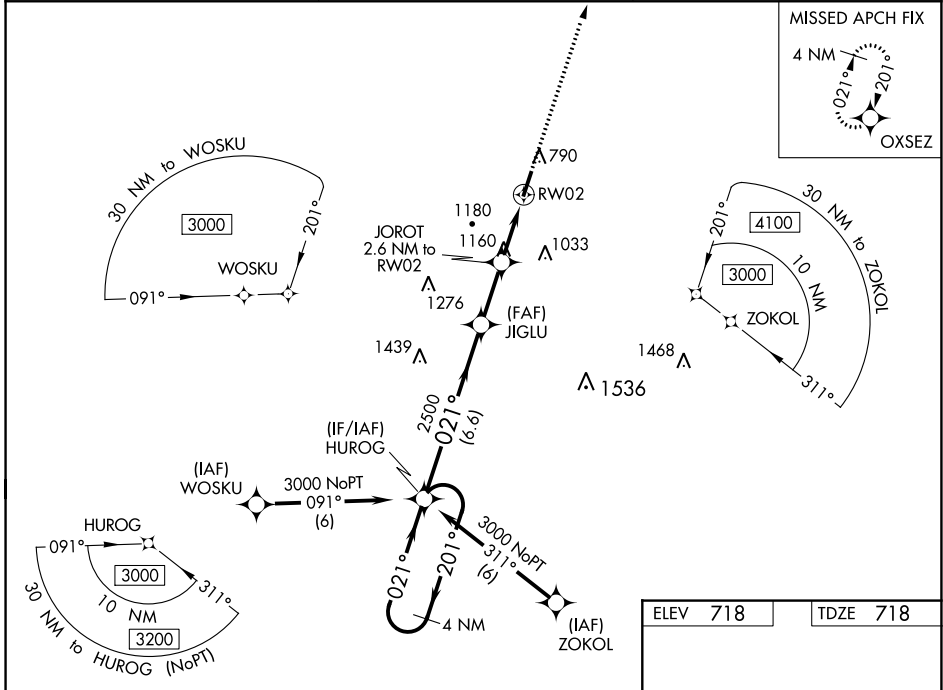 MISSED APCH FIX
4 NM
021°
201°
OXSEZ
790
RW02
30 NM to WOSKU
3000
201°
WOSKU
091°
1180
JOROT
2.6 NM to
RW02
1160
1033
1276
(FAF)
JIGLU
1439
1468
1536
30 NM to ZOKOL
4100
201°
10 NM
3000
ZOKOL
311°
2500
021°
(6.6)
(IF/IAF)
HUROG
(IAF)
WOSKU
3000 NoPT
091°
(6)
3000 NoPT
311°
(6)
021°
201°
4 NM
(IAF)
ZOKOL
HUROG
091°
3000
311°
10 NM
3200
30 NM to HUROG (NoPT)
ELEV 718
TDZE 718